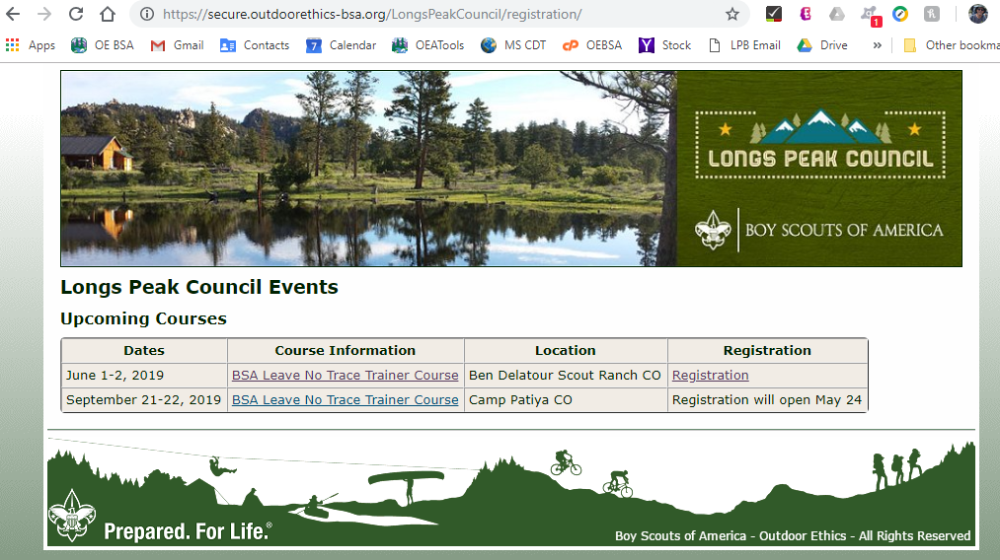 https://secure.outdoorethics-bsa.org/LongsPeakCouncil/registration/
1
Apps OE BSA Gmail Contacts 7 Calendar OEATools MS CDT cP OEBSA Y Stock LPB Email Drive » Other bookma
LONGS PEAK COUNCIL
BOY SCOUTS OF AMERICA
Longs Peak Council Events
Upcoming Courses
Dates Course Information Location Registration
June 1-2, 2019 BSA Leave No Trace Trainer Course Ben Delatour Scout Ranch CO Registration
September 21-22, 2019 BSA Leave No Trace Trainer Course Camp Patiya CO Registration will open May 24
Prepared. For Life.®
Boy Scouts of America - Outdoor Ethics - All Rights Reserved